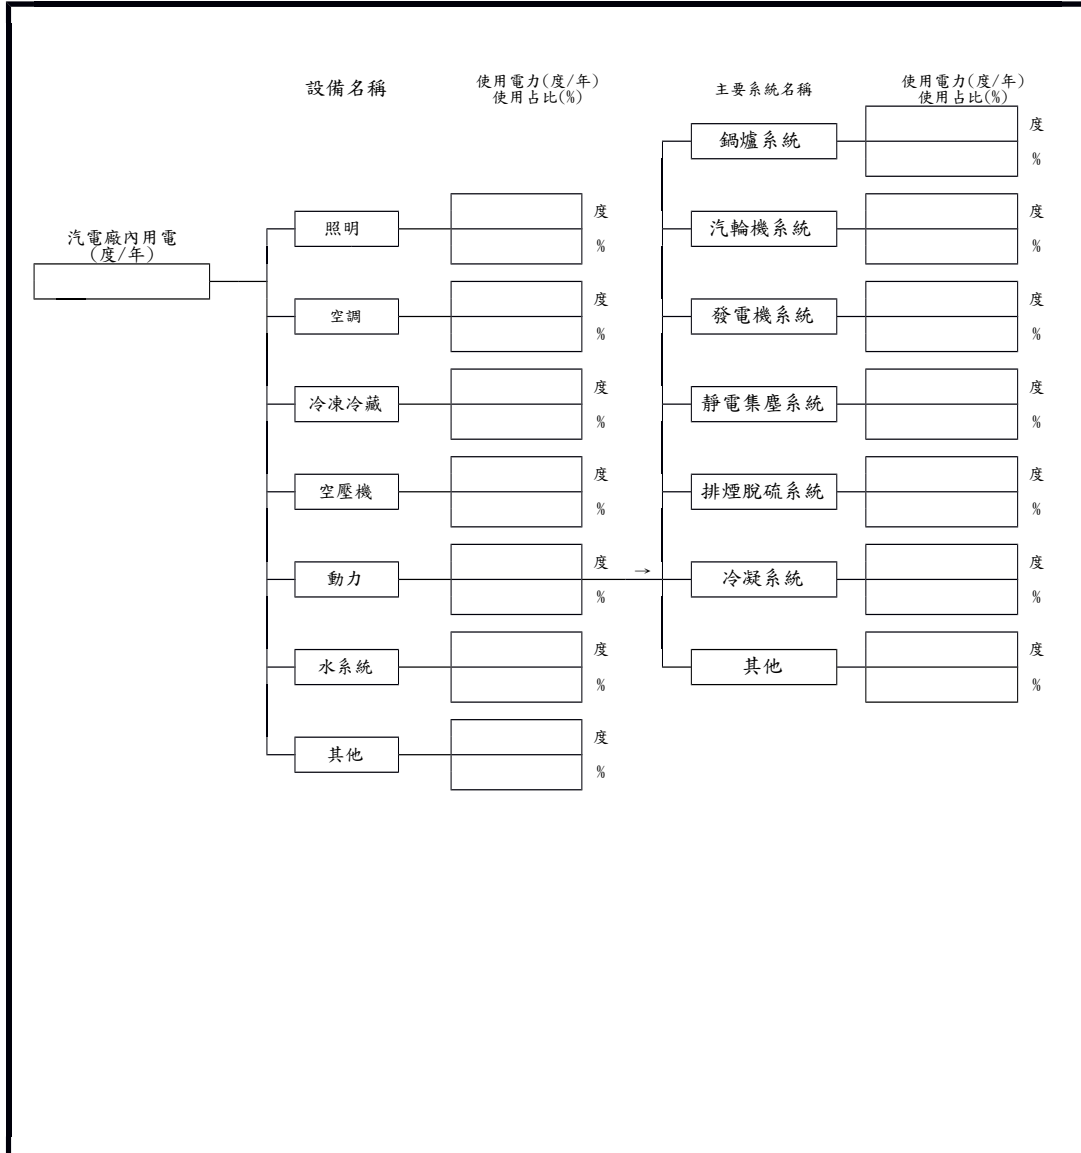 設備名稱
使用電力(度/年)
使用占比(%)
主要系統名稱
使用電力(度/年)
使用占比(%)
鍋爐系統
度
%
汽電廠內用電
(度/年)
照明
度
%
汽輪機系統
度
%
空調
度
%
發電機系統
度
%
冷凍冷藏
度
%
靜電集塵系統
度
%
空壓機
度
%
排煙脫硫系統
度
%
動力
度
%
→
冷凝系統
度
%
水系統
度
%
其他
度
%
其他
度
%